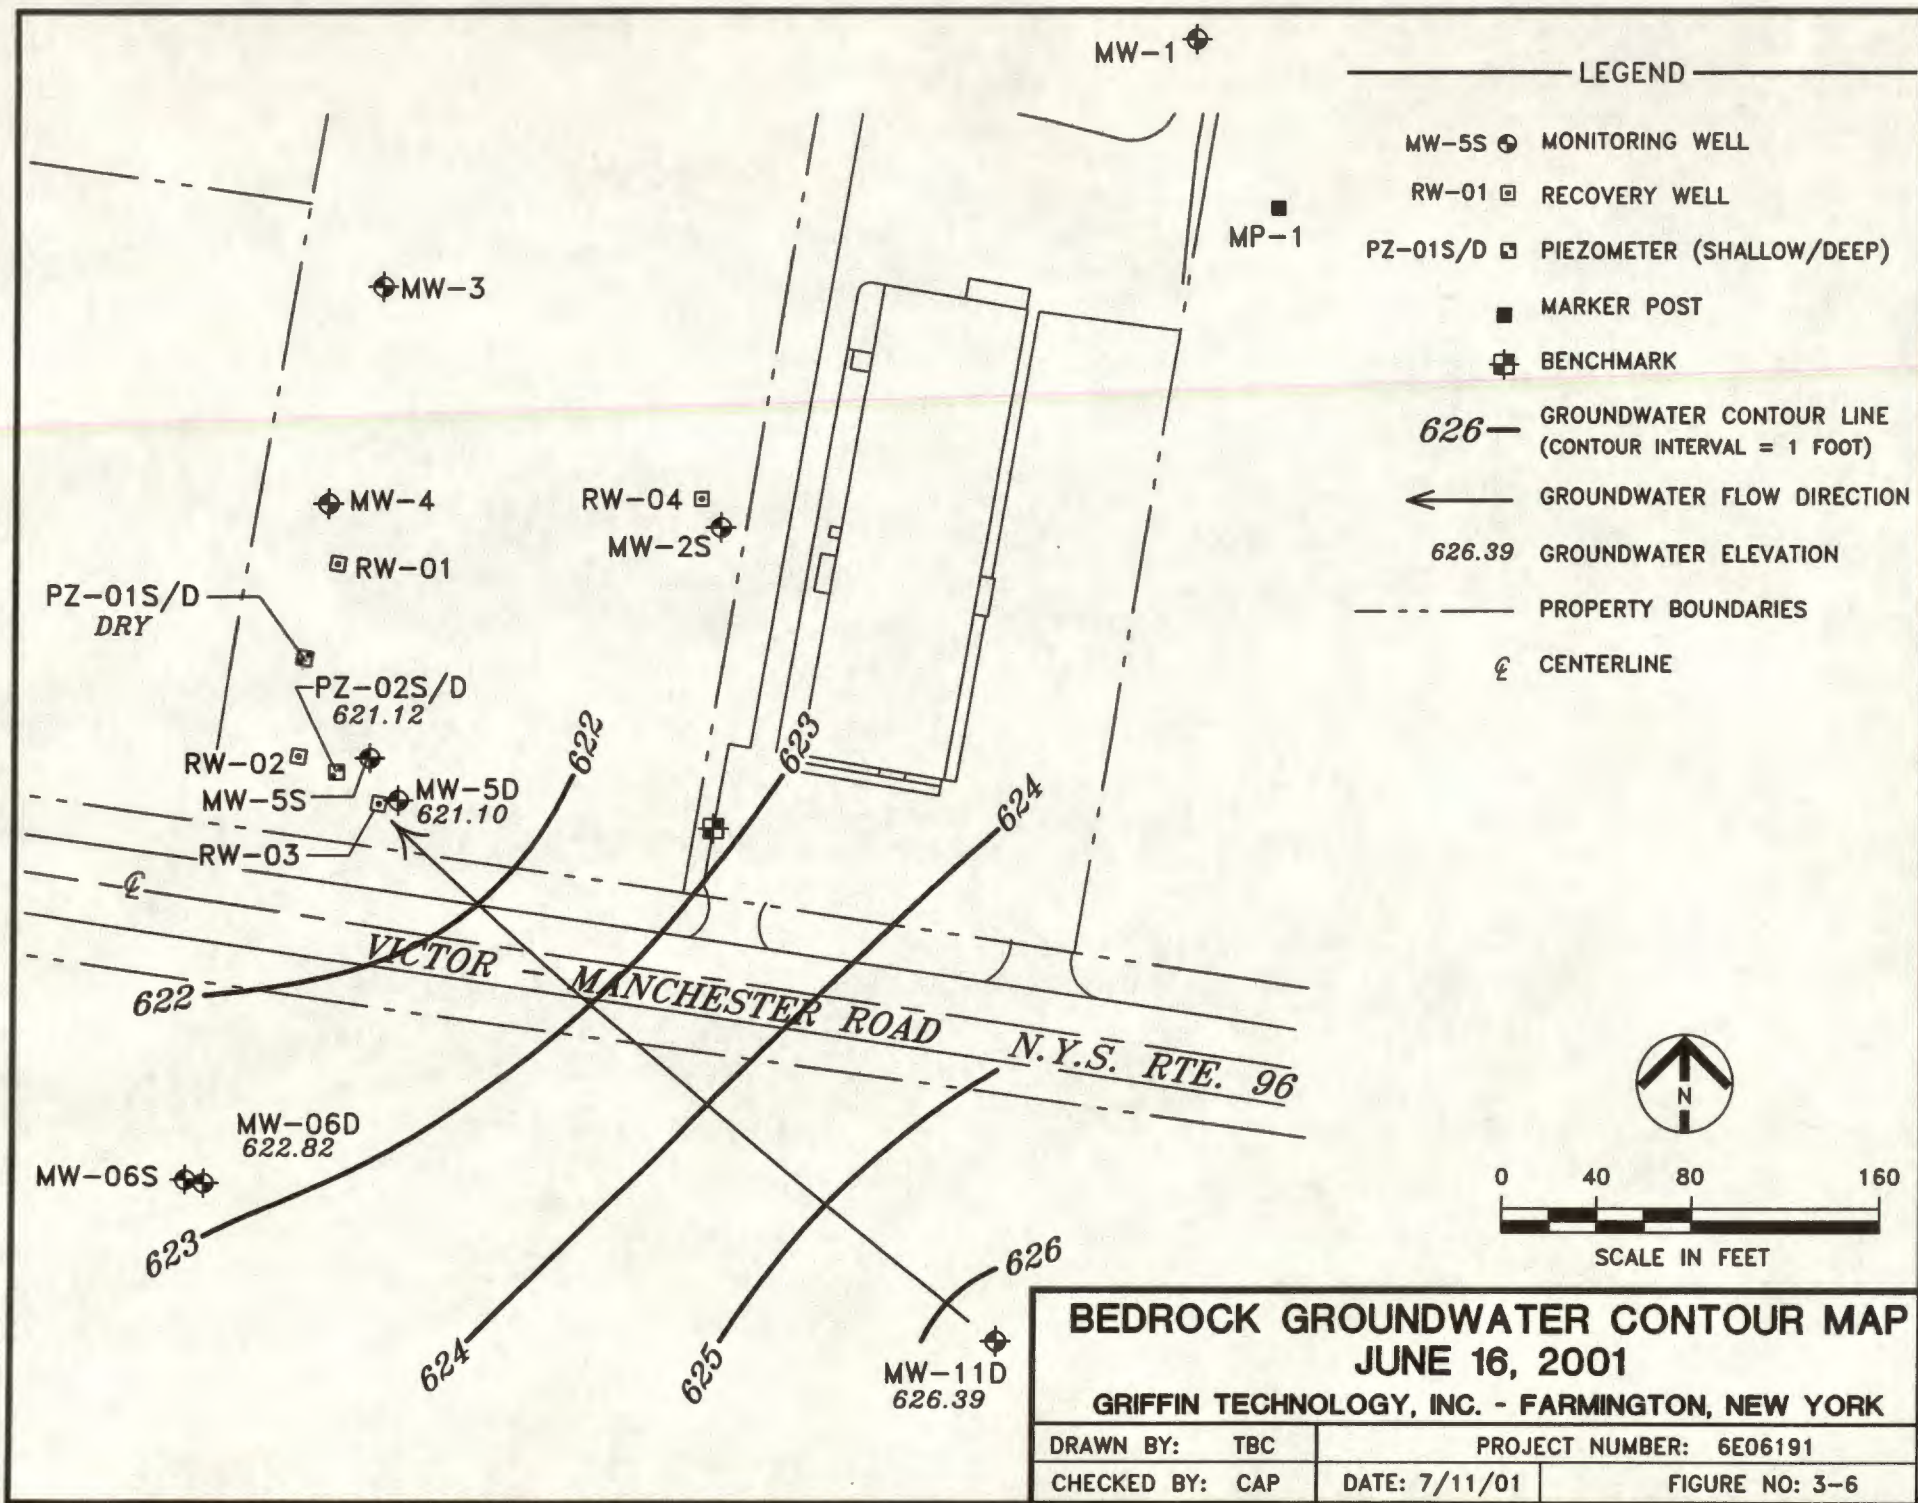 MW-1
LEGEND
MW-5S MONITORING WELL
RW-01 RECOVERY WELL
PZ-01S/D PIEZOMETER (SHALLOW/DEEP)
MARKER POST
BENCHMARK
626 GROUNDWATER CONTOUR LINE
(CONTOUR INTERVAL = 1 FOOT)
GROUNDWATER FLOW DIRECTION
626.39 GROUNDWATER ELEVATION
PROPERTY BOUNDARIES
℄ CENTERLINE
MP-1
MW-3
MW-4
RW-04
MW-2S
RW-01
PZ-01S/D
DRY
PZ-02S/D
621.12
RW-02
MW-5S
MW-5D
621.10
RW-03
622
623
624
℄
VICTOR - MANCHESTER ROAD N.Y.S. RTE. 96
622
MW-06D
622.82
MW-06S
623
624
625
626
MW-11D
626.39
N
0 40 80 160
SCALE IN FEET
BEDROCK GROUNDWATER CONTOUR MAP
JUNE 16, 2001
GRIFFIN TECHNOLOGY, INC. - FARMINGTON, NEW YORK
DRAWN BY: TBC PROJECT NUMBER: 6E06191
CHECKED BY: CAP DATE: 7/11/01 FIGURE NO: 3-6